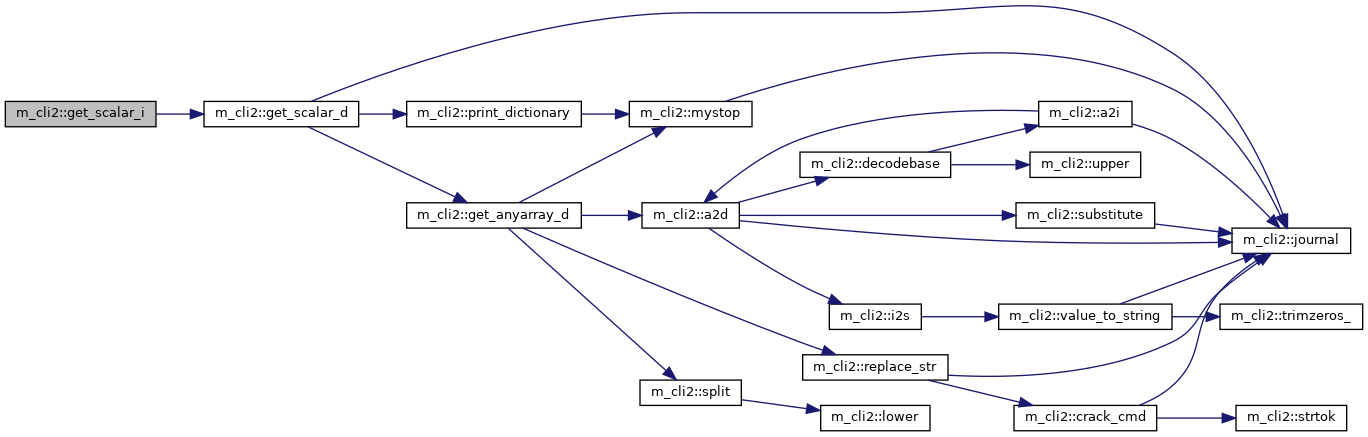 m_cli2::get_scalar_i
m_cli2::get_scalar_d
m_cli2::print_dictionary
m_cli2::mystop
m_cli2::a2i
m_cli2::decodebase
m_cli2::upper
m_cli2::get_anyarray_d
m_cli2::a2d
m_cli2::substitute
m_cli2::journal
m_cli2::i2s
m_cli2::value_to_string
m_cli2::trimzeros_
m_cli2::replace_str
m_cli2::split
m_cli2::lower
m_cli2::crack_cmd
m_cli2::strtok